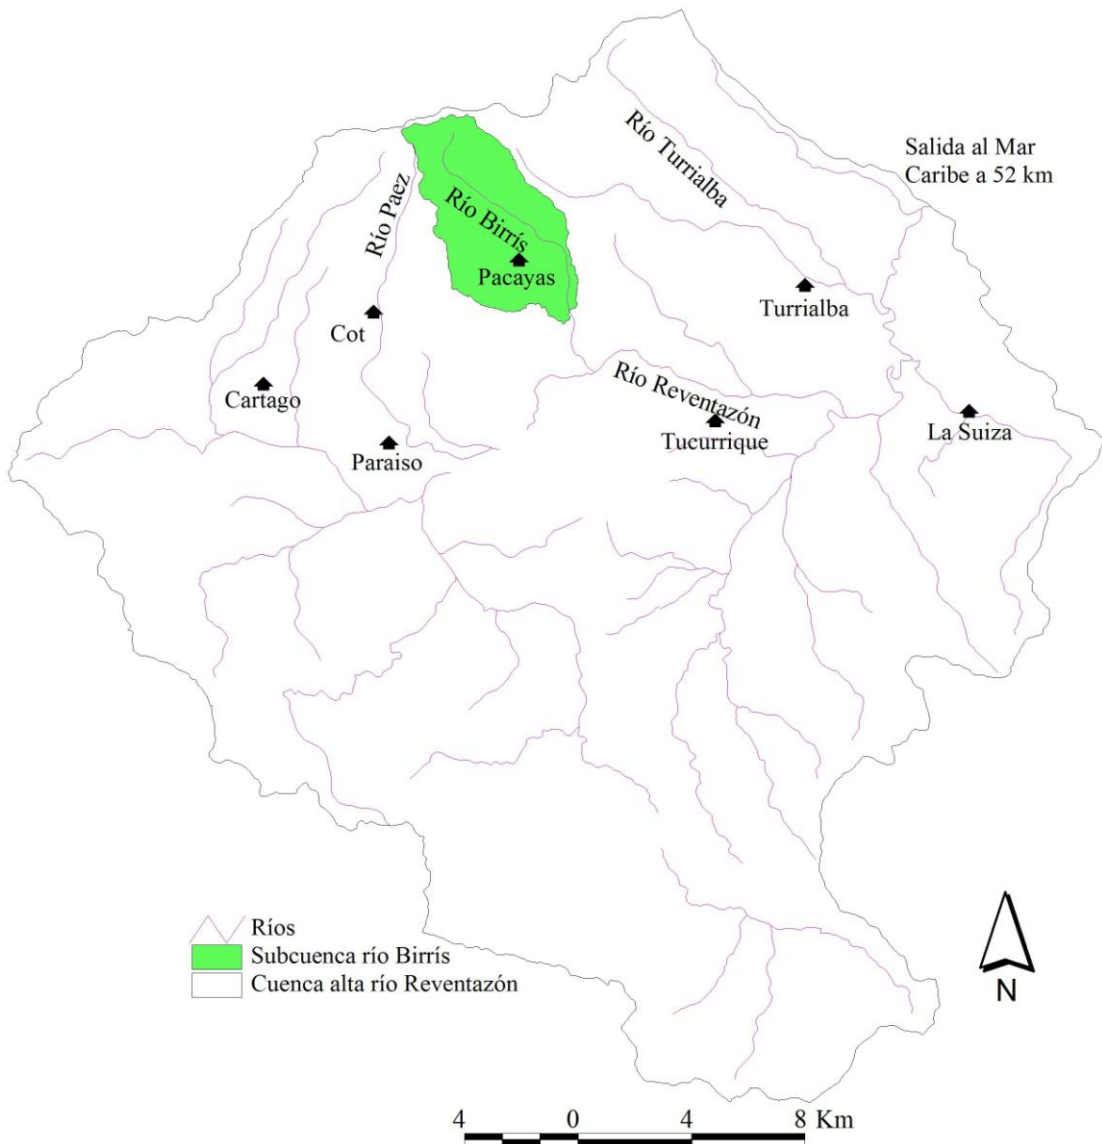 Río Turrialba
Salida al Mar
Caribe a 52 km
Río Paez
Río Birrís
Pacayas
Turrialba
Cot
Río Reventazón
Cartago
Tucurrique
La Suiza
Paraiso
Ríos
Subcuenca río Birrís
Cuenca alta río Reventazón
N
4 0 4 8 Km